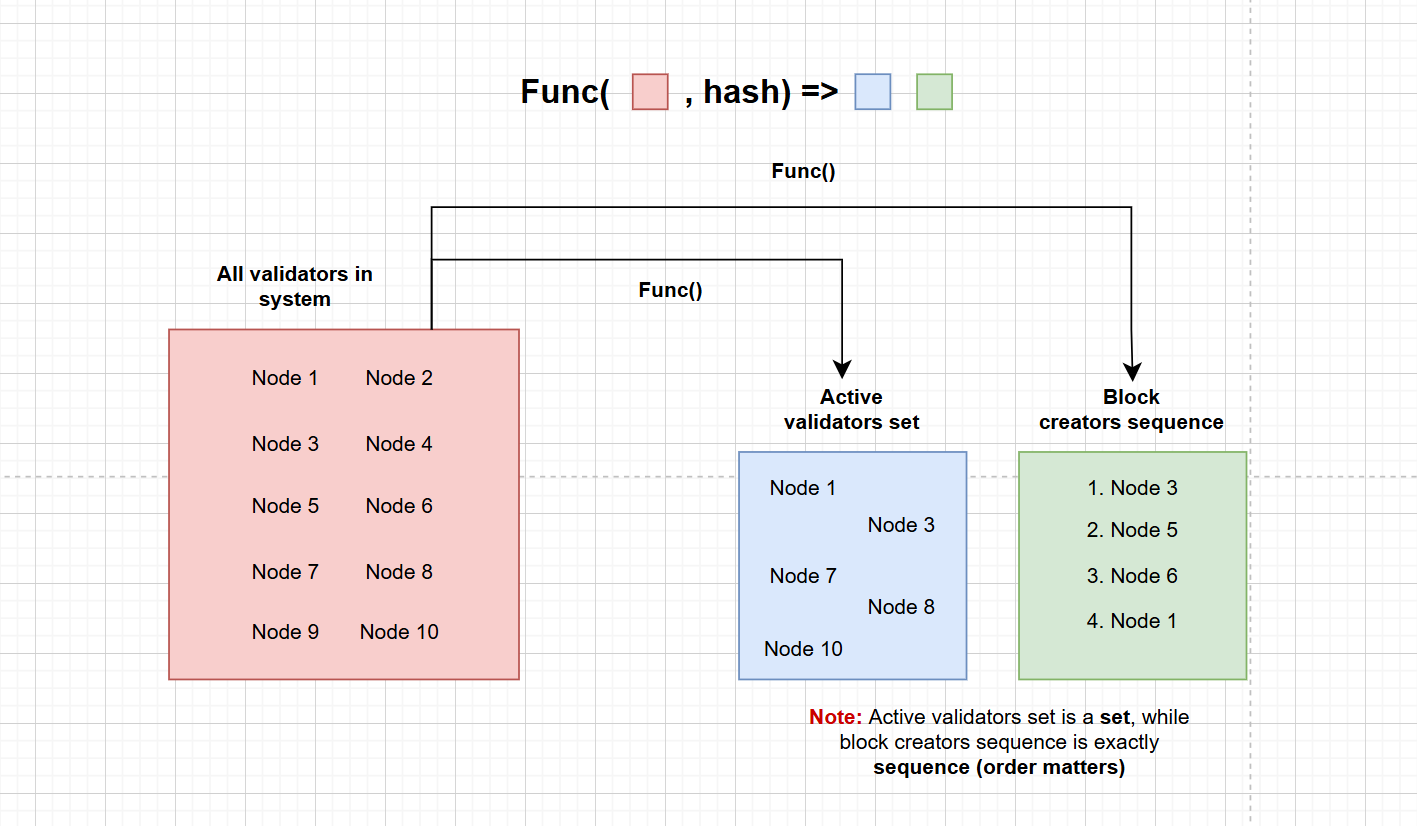 Func( , hash) =>
Func()
Func()
All validators in
system
Node 1 Node 2
Node 3 Node 4
Node 5 Node 6
Node 7 Node 8
Node 9 Node 10
Active
validators set
Node 1
Node 3
Node 7
Node 8
Node 10
Block
creators sequence
1. Node 3
2. Node 5
3. Node 6
4. Node 1
Note: Active validators set is a set, while
block creators sequence is exactly
sequence (order matters)